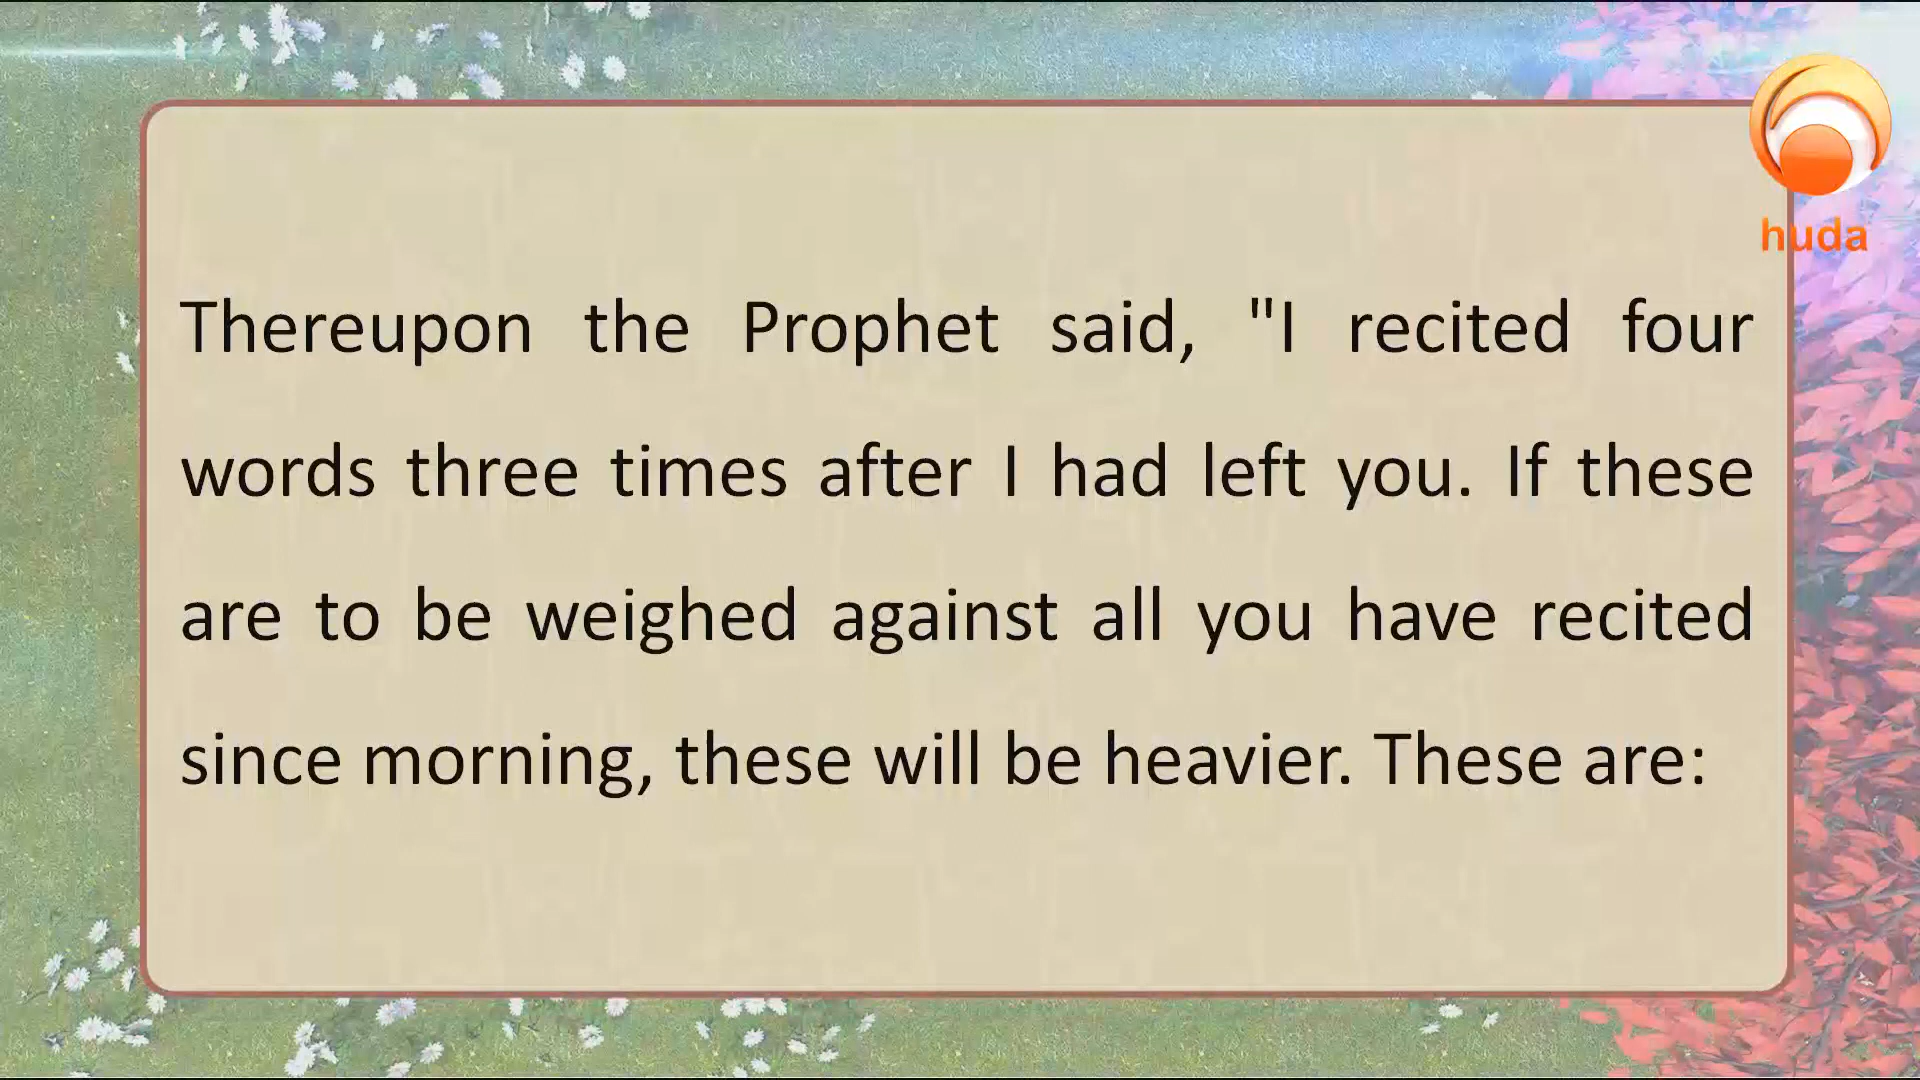 huda
Thereupon the Prophet said, "I recited four
words three times after I had left you. If these
are to be weighed against all you have recited
since morning, these will be heavier. These are: